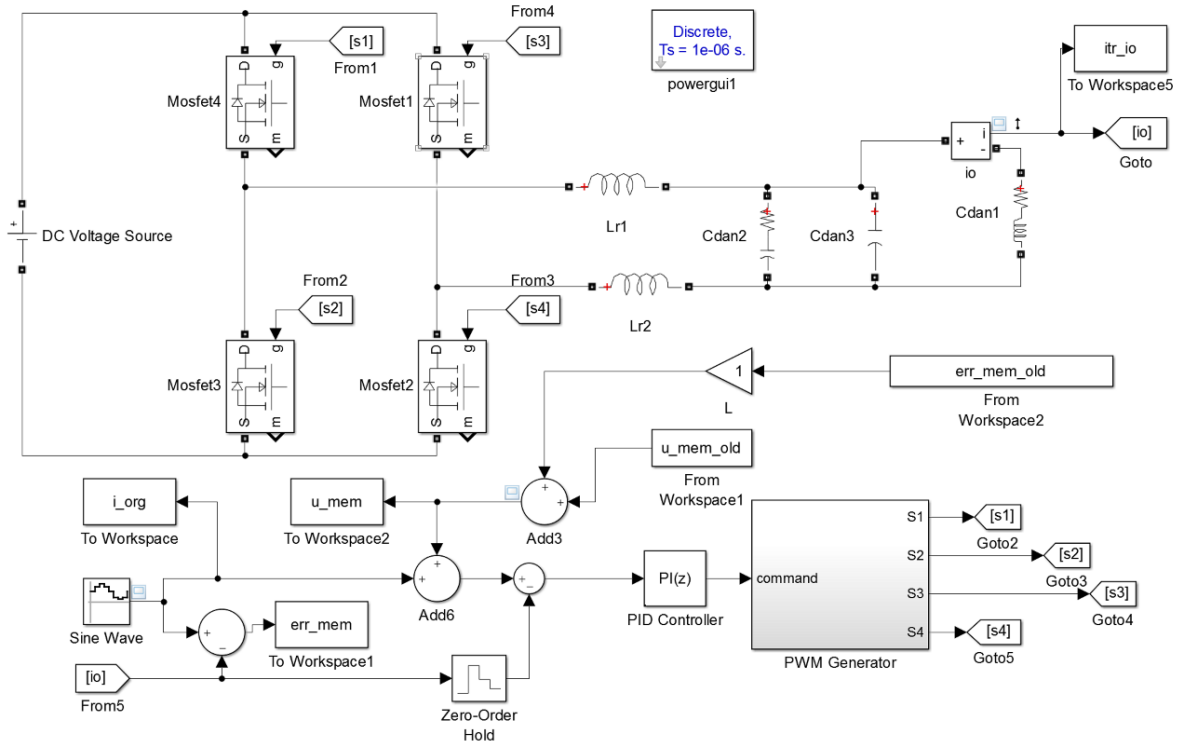 From4
[s1]
From1
[s3]
Discrete,
Ts = 1e-06 s.
powergui1
itr_io
To Workspace5
D
g
Mosfet4
S
m
D
g
Mosfet1
S
m
+
i
-
io
[io]
Goto
+
DC Voltage Source
+
Lr1
+
Cdan2
+
Cdan3
+
Cdan1
From2
[s2]
From3
[s4]
+
Lr2
D
g
Mosfet3
S
m
D
g
Mosfet2
S
m
1
L
err_mem_old
From
Workspace2
u_mem_old
From
Workspace1
i_org
To Workspace
u_mem
To Workspace2
+
+
Add3
Sine Wave
+
+
Add6
+
-
PI(z)
PID Controller
command
S1
S2
S3
S4
PWM Generator
[s1]
Goto2
[s2]
Goto3
[s3]
Goto4
[s4]
Goto5
+
-
err_mem
To Workspace1
[io]
From5
Zero-Order
Hold